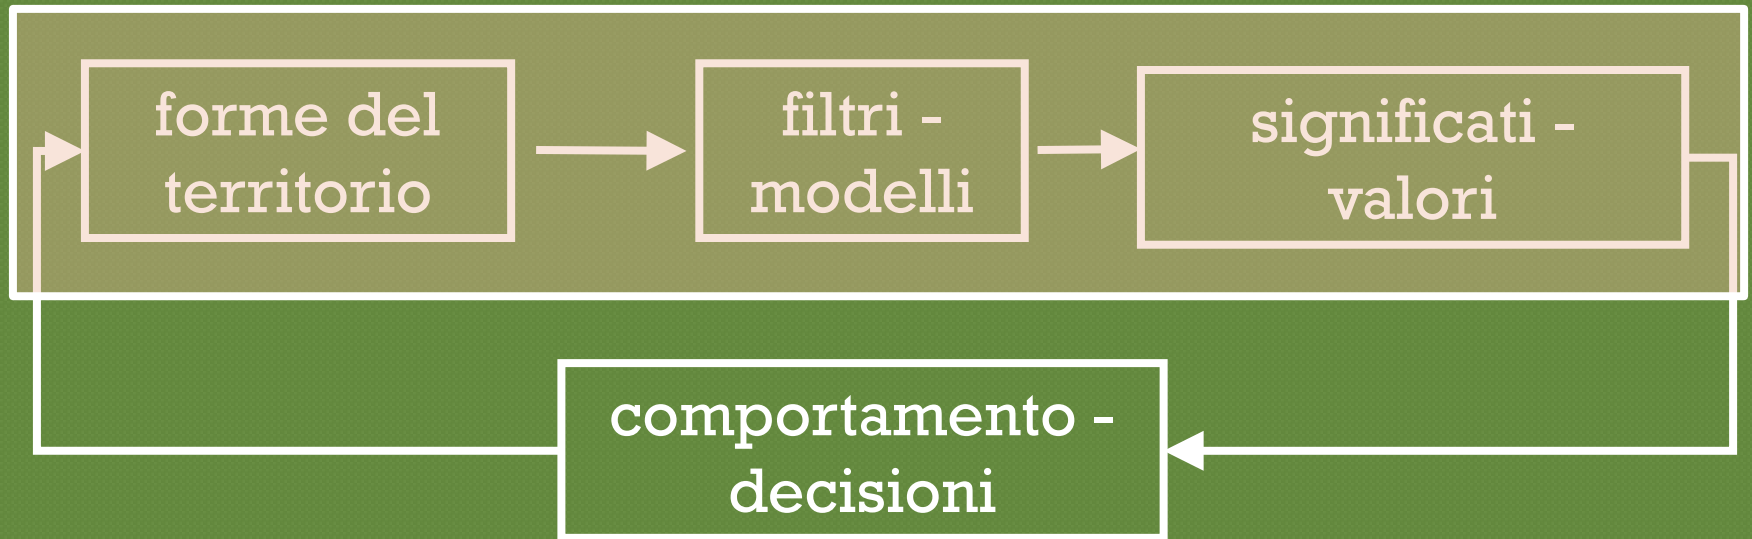 forme del
territorio
filtri -
modelli
significati -
valori
comportamento -
decisioni